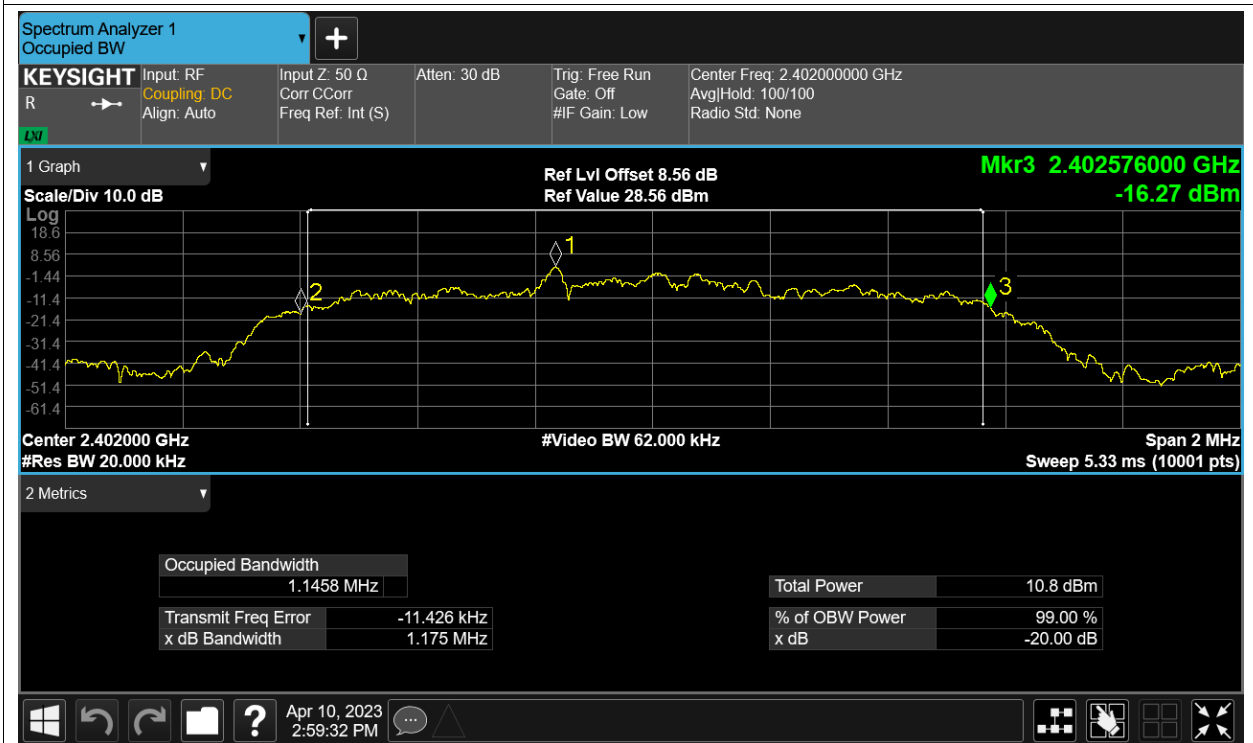 Spectrum Analyzer 1
Occupied BW
KEYSIGHT
R
LXI
Input: RF
Coupling: DC
Align: Auto
Input Z: 50 Ω
Corr CCorr
Freq Ref: Int (S)
Atten: 30 dB
Trig: Free Run
Gate: Off
#IF Gain: Low
Center Freq: 2.402000000 GHz
Avg|Hold: 100/100
Radio Std: None
1 Graph
Scale/Div 10.0 dB
Ref Lvl Offset 8.56 dB
Ref Value 28.56 dBm
Mkr3 2.402576000 GHz
-16.27 dBm
Log
18.6
8.56
-1.44
-11.4
-21.4
-31.4
-41.4
-51.4
-61.4
1
2
3
Center 2.402000 GHz
#Res BW 20.000 kHz
#Video BW 62.000 kHz
Span 2 MHz
Sweep 5.33 ms (10001 pts)
2 Metrics
Occupied Bandwidth
1.1458 MHz
Transmit Freq Error -11.426 kHz
x dB Bandwidth 1.175 MHz
Total Power 10.8 dBm
% of OBW Power 99.00 %
x dB -20.00 dB
?
Apr 10, 2023
2:59:32 PM